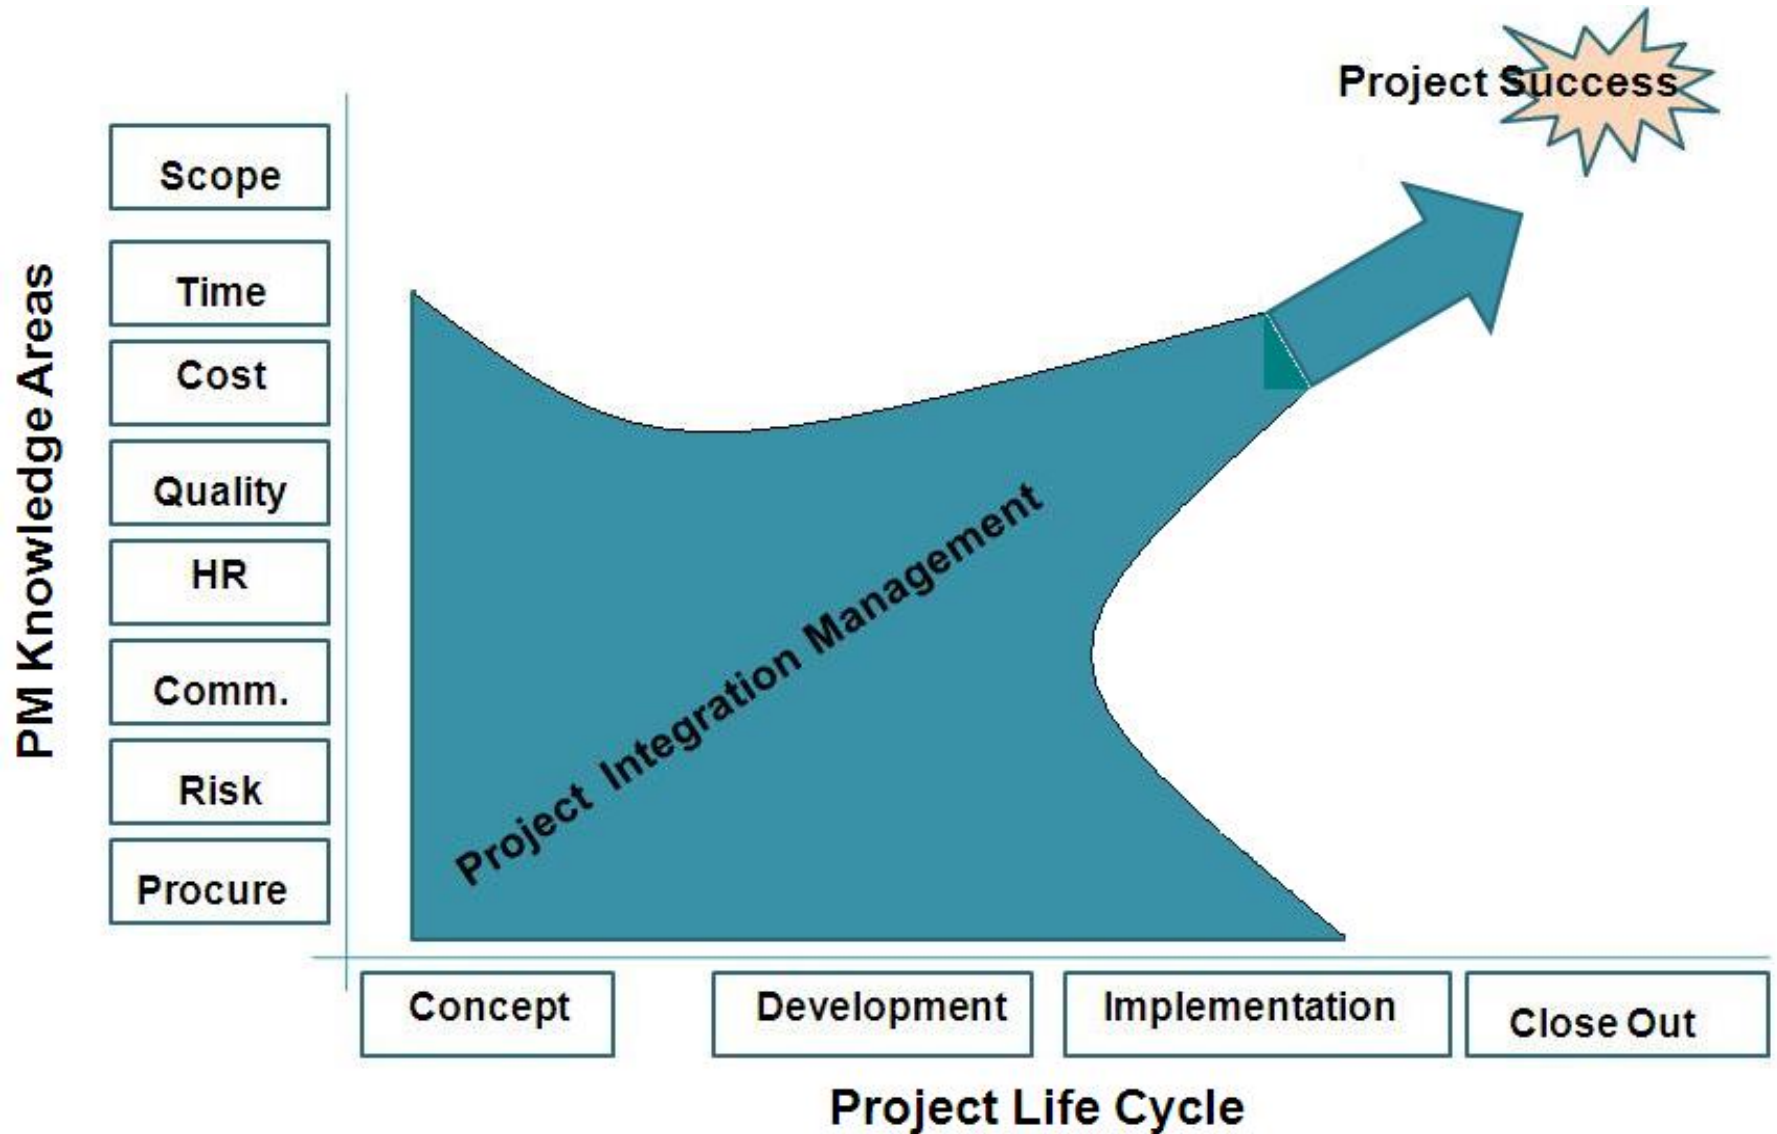 Project Success
PM Knowledge Areas
Scope
Time
Cost
Quality
HR
Comm.
Risk
Procure
Project Integration Management
Concept
Development
Implementation
Close Out
Project Life Cycle